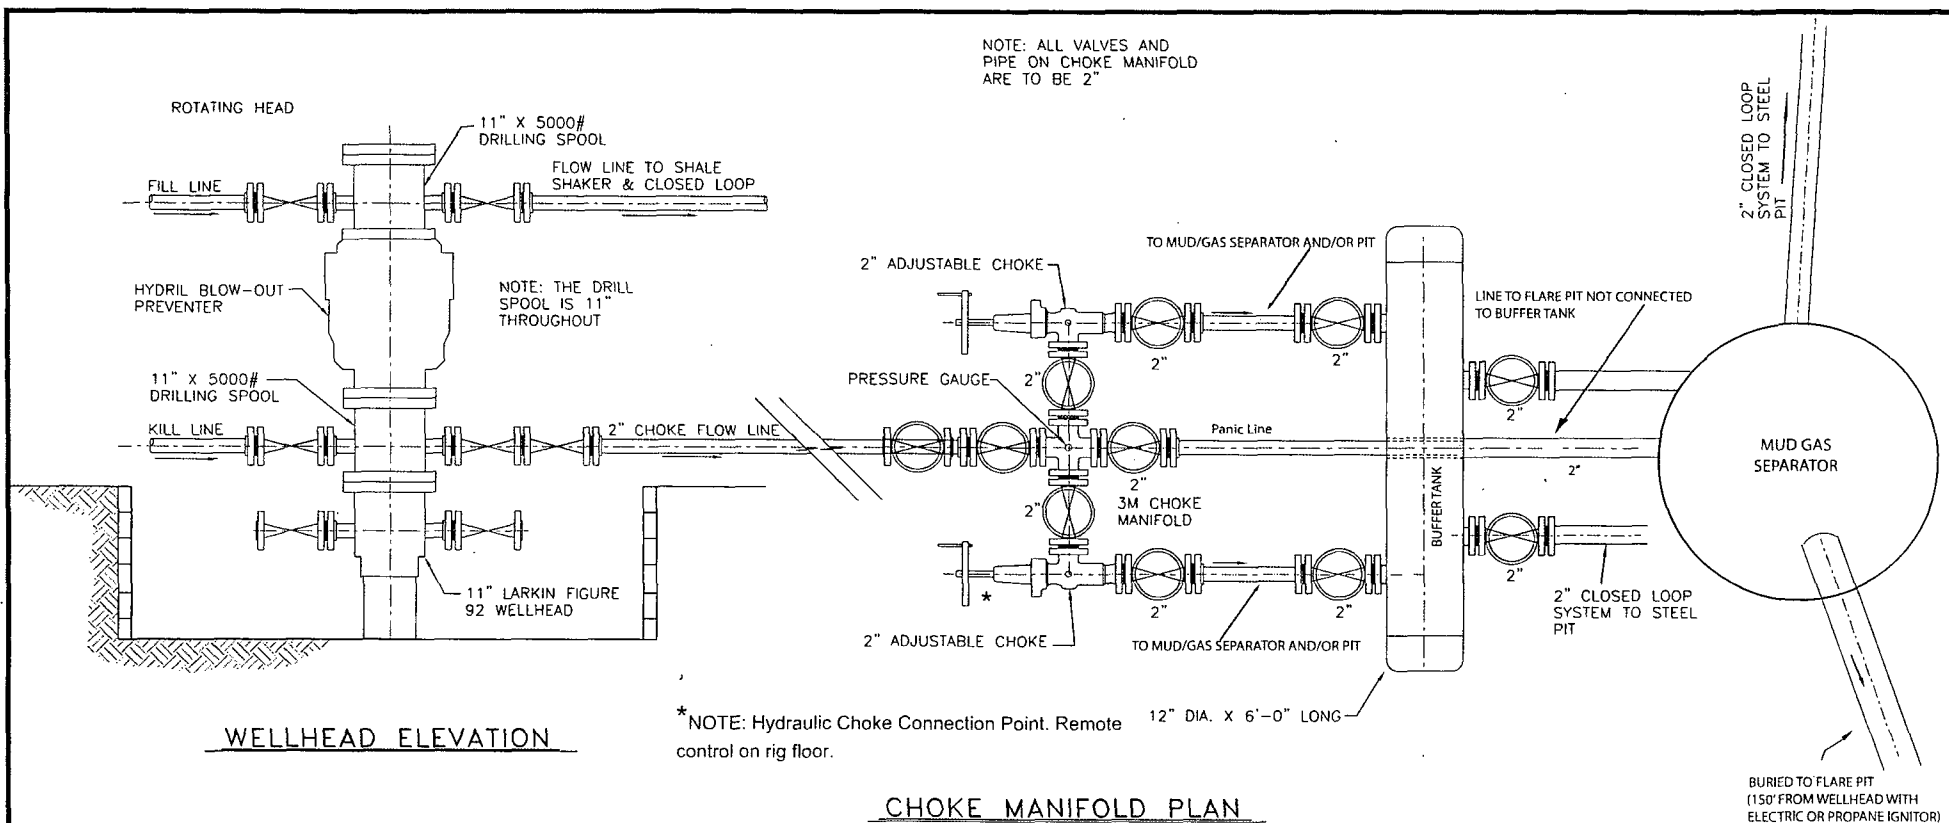 NOTE: ALL VALVES AND
PIPE ON CHOKE MANIFOLD
ARE TO BE 2"
ROTATING HEAD
11" X 5000#
DRILLING SPOOL
FILL LINE
FLOW LINE TO SHALE
SHAKER & CLOSED LOOP
HYDRIL BLOW-OUT
PREVENTER
NOTE: THE DRILL
SPOOL IS 11"
THROUGHOUT
11" X 5000#
DRILLING SPOOL
KILL LINE
2" CHOKE FLOW LINE
11" LARKIN FIGURE
92 WELLHEAD
WELLHEAD ELEVATION
2" ADJUSTABLE CHOKE
TO MUD/GAS SEPARATOR AND/OR PIT
2"
2"
2"
PRESSURE GAUGE
Panic Line
2"
2"
3M CHOKE
MANIFOLD
*
2"
2"
2" ADJUSTABLE CHOKE
TO MUD/GAS SEPARATOR AND/OR PIT
BUFFER TANK
12" DIA. X 6'-0" LONG
*NOTE: Hydraulic Choke Connection Point. Remote
control on rig floor.
CHOKE MANIFOLD PLAN
2" CLOSED LOOP
SYSTEM TO STEEL
PIT
LINE TO FLARE PIT NOT CONNECTED
TO BUFFER TANK
2"
2"
2"
MUD GAS
SEPARATOR
2" CLOSED LOOP
SYSTEM TO STEEL
PIT
BURIED TO FLARE PIT
(150' FROM WELLHEAD WITH
ELECTRIC OR PROPANE IGNITOR)